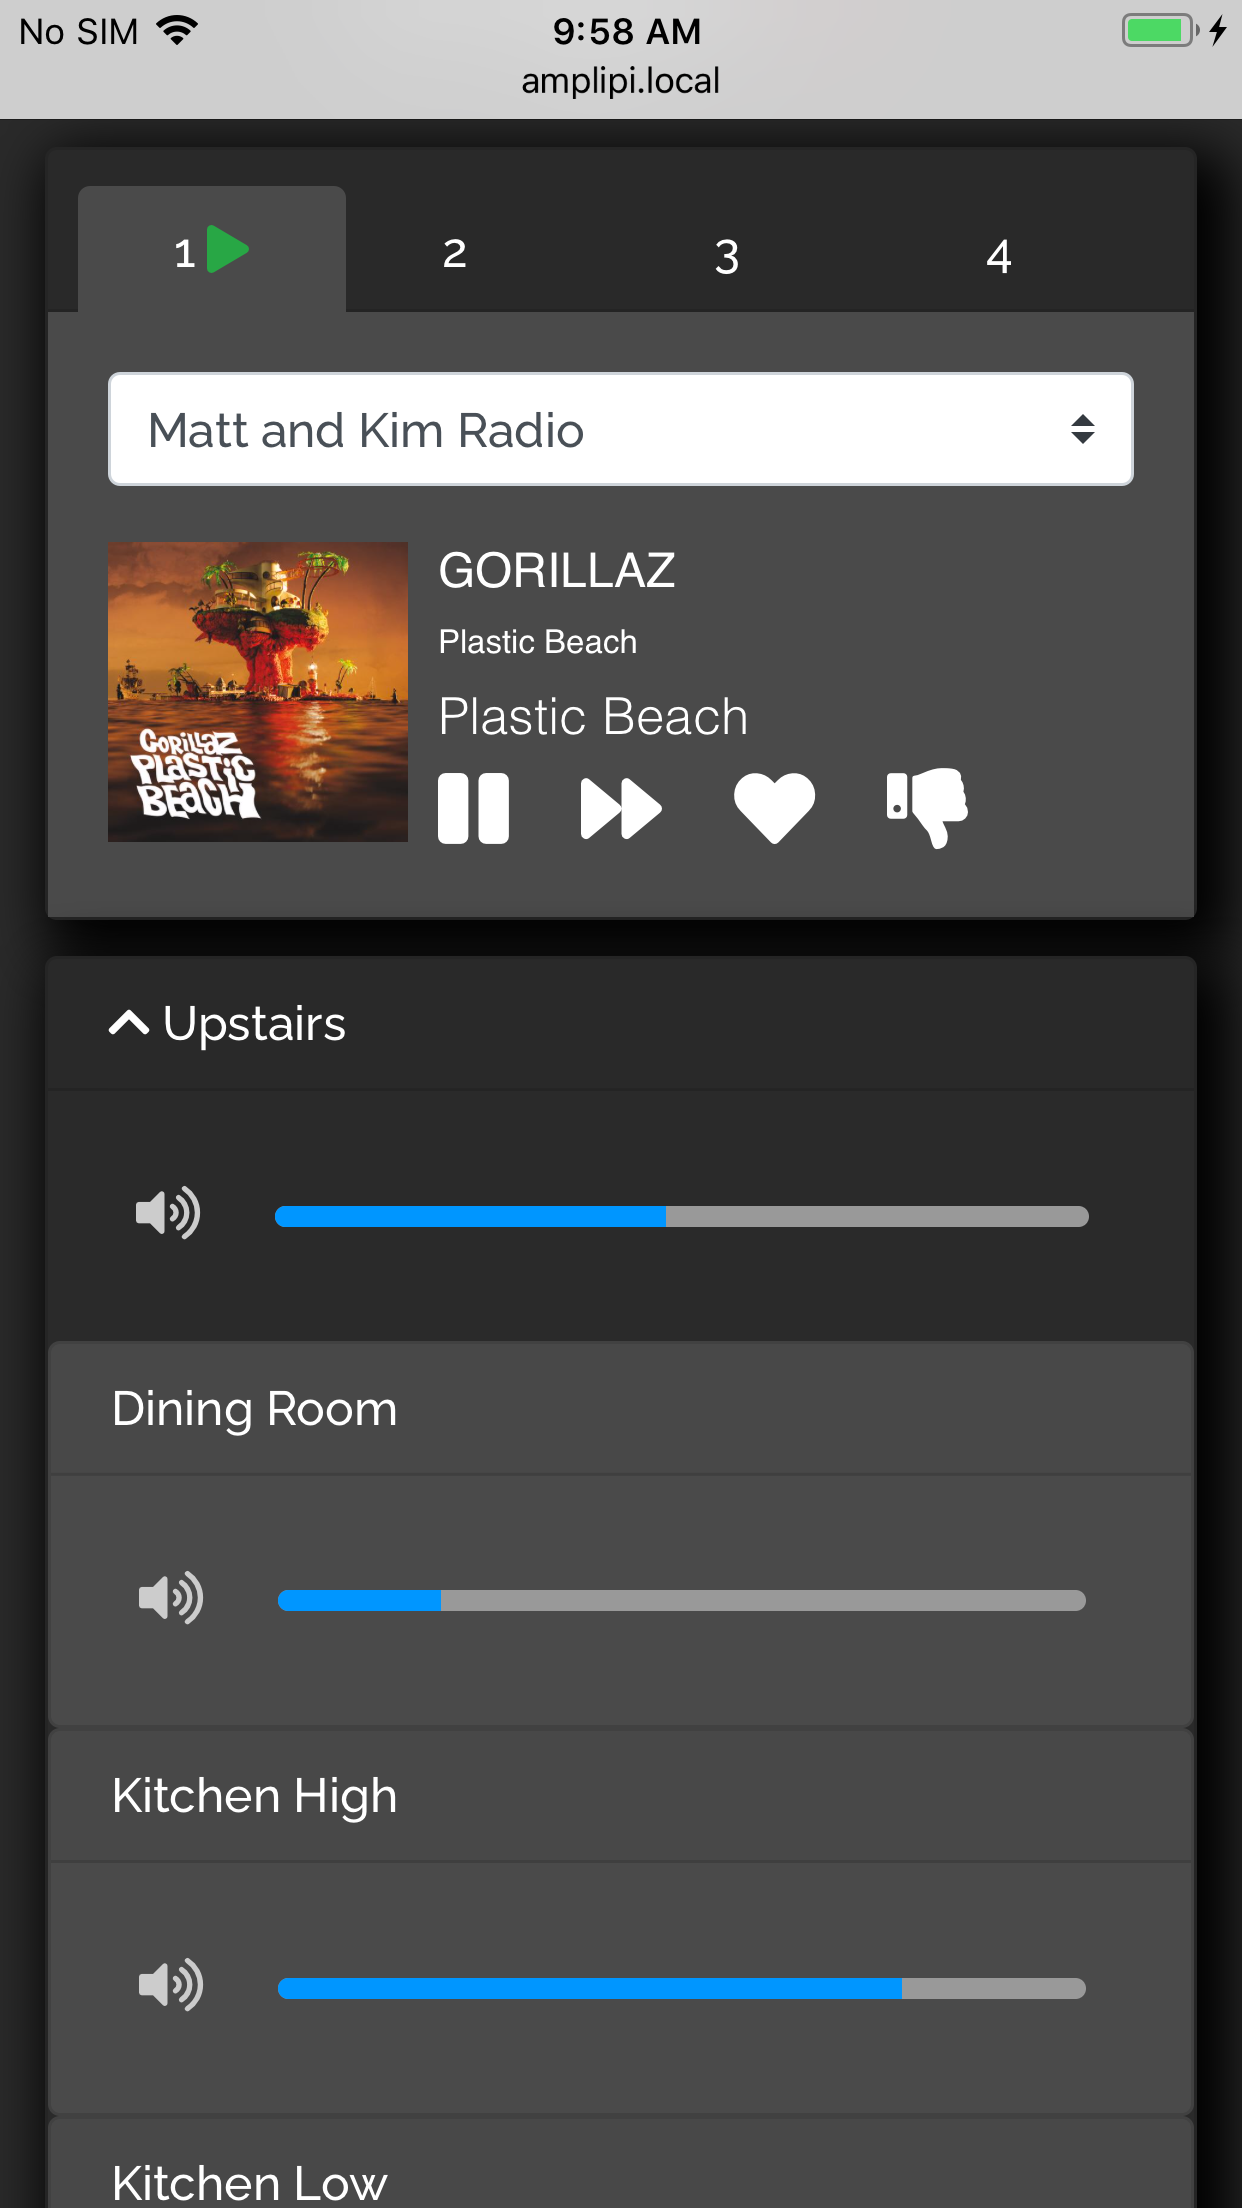 No SIM
9:58 AM
amplipi.local
1
2
3
4
Matt and Kim Radio
GORILLAZ
Plastic Beach
Plastic Beach
GORILLAZ
PLASTIC
BEACH
Upstairs
Dining Room
Kitchen High
Kitchen Low